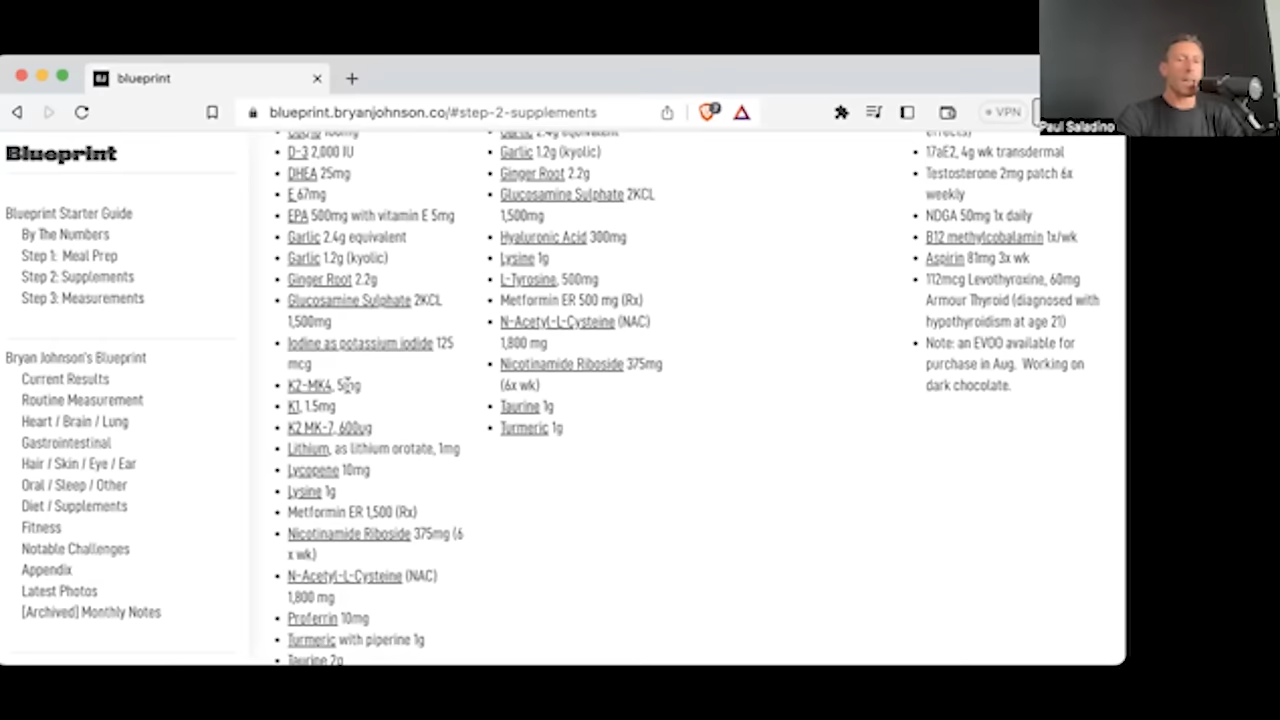 blueprint
blueprint.bryanjohnson.co/#step-2-supplements
2
VPN
Paul Saladino
Blueprint
Blueprint Starter Guide
By The Numbers
Step 1: Meal Prep
Step 2: Supplements
Step 3: Measurements
Bryan Johnson's Blueprint
Current Results
Routine Measurement
Heart / Brain / Lung
Gastrointestinal
Hair / Skin / Eye / Ear
Oral / Sleep / Other
Diet / Supplements
Fitness
Notable Challenges
Appendix
Latest Photos
[Archived] Monthly Notes
CoQ10 100mg
D-3 2,000 IU
DHEA 25mg
E 67mg
EPA 500mg with vitamin E 5mg
Garlic 2.4g equivalent
Garlic 1.2g (kyolic)
Ginger Root 2.2g
Glucosamine Sulphate 2KCL
1,500mg
Iodine as potassium iodide 125
mcg
K2-MK4, 5mg
K1, 1.5mg
K2 MK-7, 600ug
Lithium, as lithium orotate, 1mg
Lycopene 10mg
Lysine 1g
Metformin ER 1,500 (Rx)
Nicotinamide Riboside 375mg (6
x wk)
N-Acetyl-L-Cysteine (NAC)
1,800 mg
Proferrin 10mg
Turmeric with piperine 1g
Taurine 2g
Garlic 2.4g equivalent
Garlic 1.2g (kyolic)
Ginger Root 2.2g
Glucosamine Sulphate 2KCL
1,500mg
Hyaluronic Acid 300mg
Lysine 1g
L-Tyrosine, 500mg
Metformin ER 500 mg (Rx)
N-Acetyl-L-Cysteine (NAC)
1,800 mg
Nicotinamide Riboside 375mg
(6x wk)
Taurine 1g
Turmeric 1g
effects)
17aE2, 4g wk transdermal
Testosterone 2mg patch 6x
weekly
NDGA 50mg 1x daily
B12 methylcobalamin 1x/wk
Aspirin 81mg 3x wk
112mcg Levothyroxine, 60mg
Armour Thyroid (diagnosed with
hypothyroidism at age 21)
Note: an EVOO available for
purchase in Aug. Working on
dark chocolate.